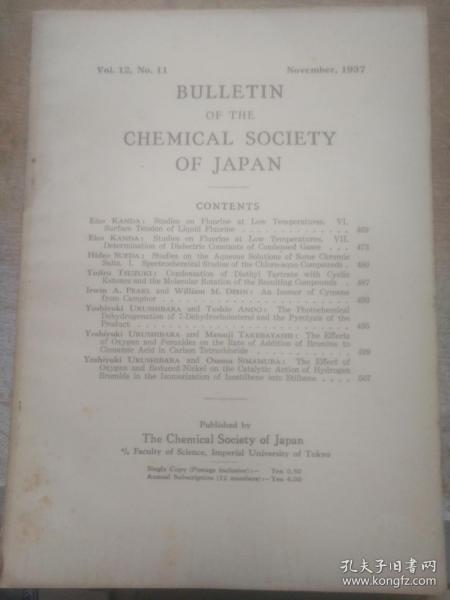 Vol. 12, No. 11 November, 1937
BULLETIN
OF THE
CHEMICAL SOCIETY
OF JAPAN
CONTENTS
Eizo KANDA: Studies on Fluorine at Low Temperatures. VI.
Surface Tension of Liquid Fluorine . . . . 469
Eizo KANDA: Studies on Fluorine at Low Temperatures. VII.
Determination of Dielectric Constants of Condensed Gases . . . . 473
Hideo SUEDA: Studies on the Aqueous Solutions of Some Chromic
Salts. I. Spectrochemical Studies of the Chloro-aquo Compounds . 480
Yojiro TSUZUKI: Condensation of Diethyl Tartrate with Cyclic
Ketones and the Molecular Rotation of the Resulting Compounds . 487
Irwin A. PEARL and William M. DEHN: An Isomer of Cymene
from Camphor . . . . 493
Yoshiyuki URUSHIBARA and Toshio ANDO: The Photochemical
Dehydrogenation of 7-Dehydrocholesterol and the Pyrolysis of the
Product . . . . 495
Yoshiyuki URUSHIBARA and Masaji TAKEBAYASHI: The Effects
of Oxygen and Peroxides on the Rate of Addition of Bromine to
Cinnamic Acid in Carbon Tetrachloride . . . . 499
Yoshiyuki URUSHIBARA and Osamu SIMAMURA: The Effect of
Oxygen and Reduced Nickel on the Catalytic Action of Hydrogen
Bromide in the Isomerization of Isostilbene into Stilbene . . . . 507
Published by
The Chemical Society of Japan
℅ Faculty of Science, Imperial University of Tokyo
Single Copy (Postage inclusive):— Yen 0.50
Annual Subscription (12 numbers):— Yen 6.00
孔夫子旧书网
www.kongfz.com